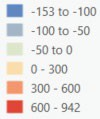 -153 to -100
-100 to -50
-50 to 0
0 - 300
300 - 600
600 - 942